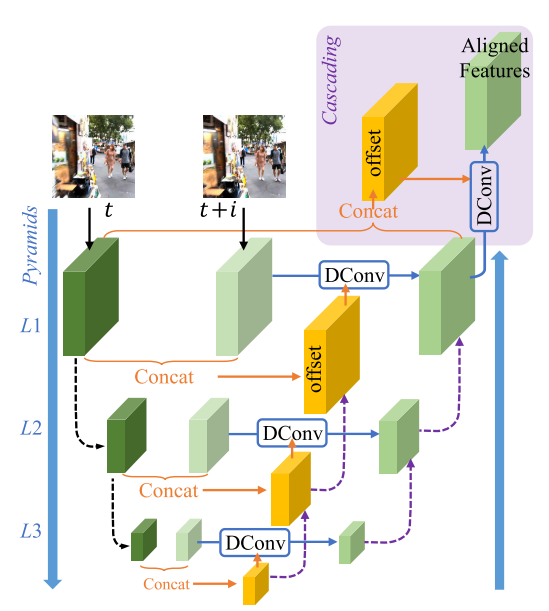 Cascading
Aligned
Features
offset
DConv
Concat
t
t+i
Pyramids
DConv
L1
offset
Concat
L2
DConv
Concat
L3
DConv
Concat